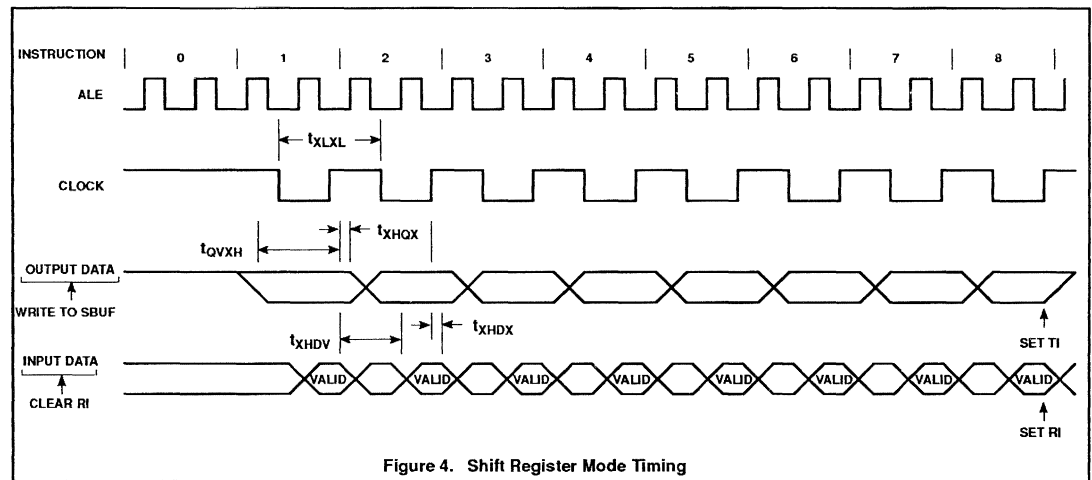 INSTRUCTION | 0 | 1 | 2 | 3 | 4 | 5 | 6 | 7 | 8 |
ALE
tXLXL
CLOCK
tQVXH
tXHQX
OUTPUT DATA
WRITE TO SBUF
tXHDV
tXHDX
SET TI
INPUT DATA
VALID VALID VALID VALID VALID VALID VALID VALID
CLEAR RI
SET RI
Figure 4. Shift Register Mode Timing